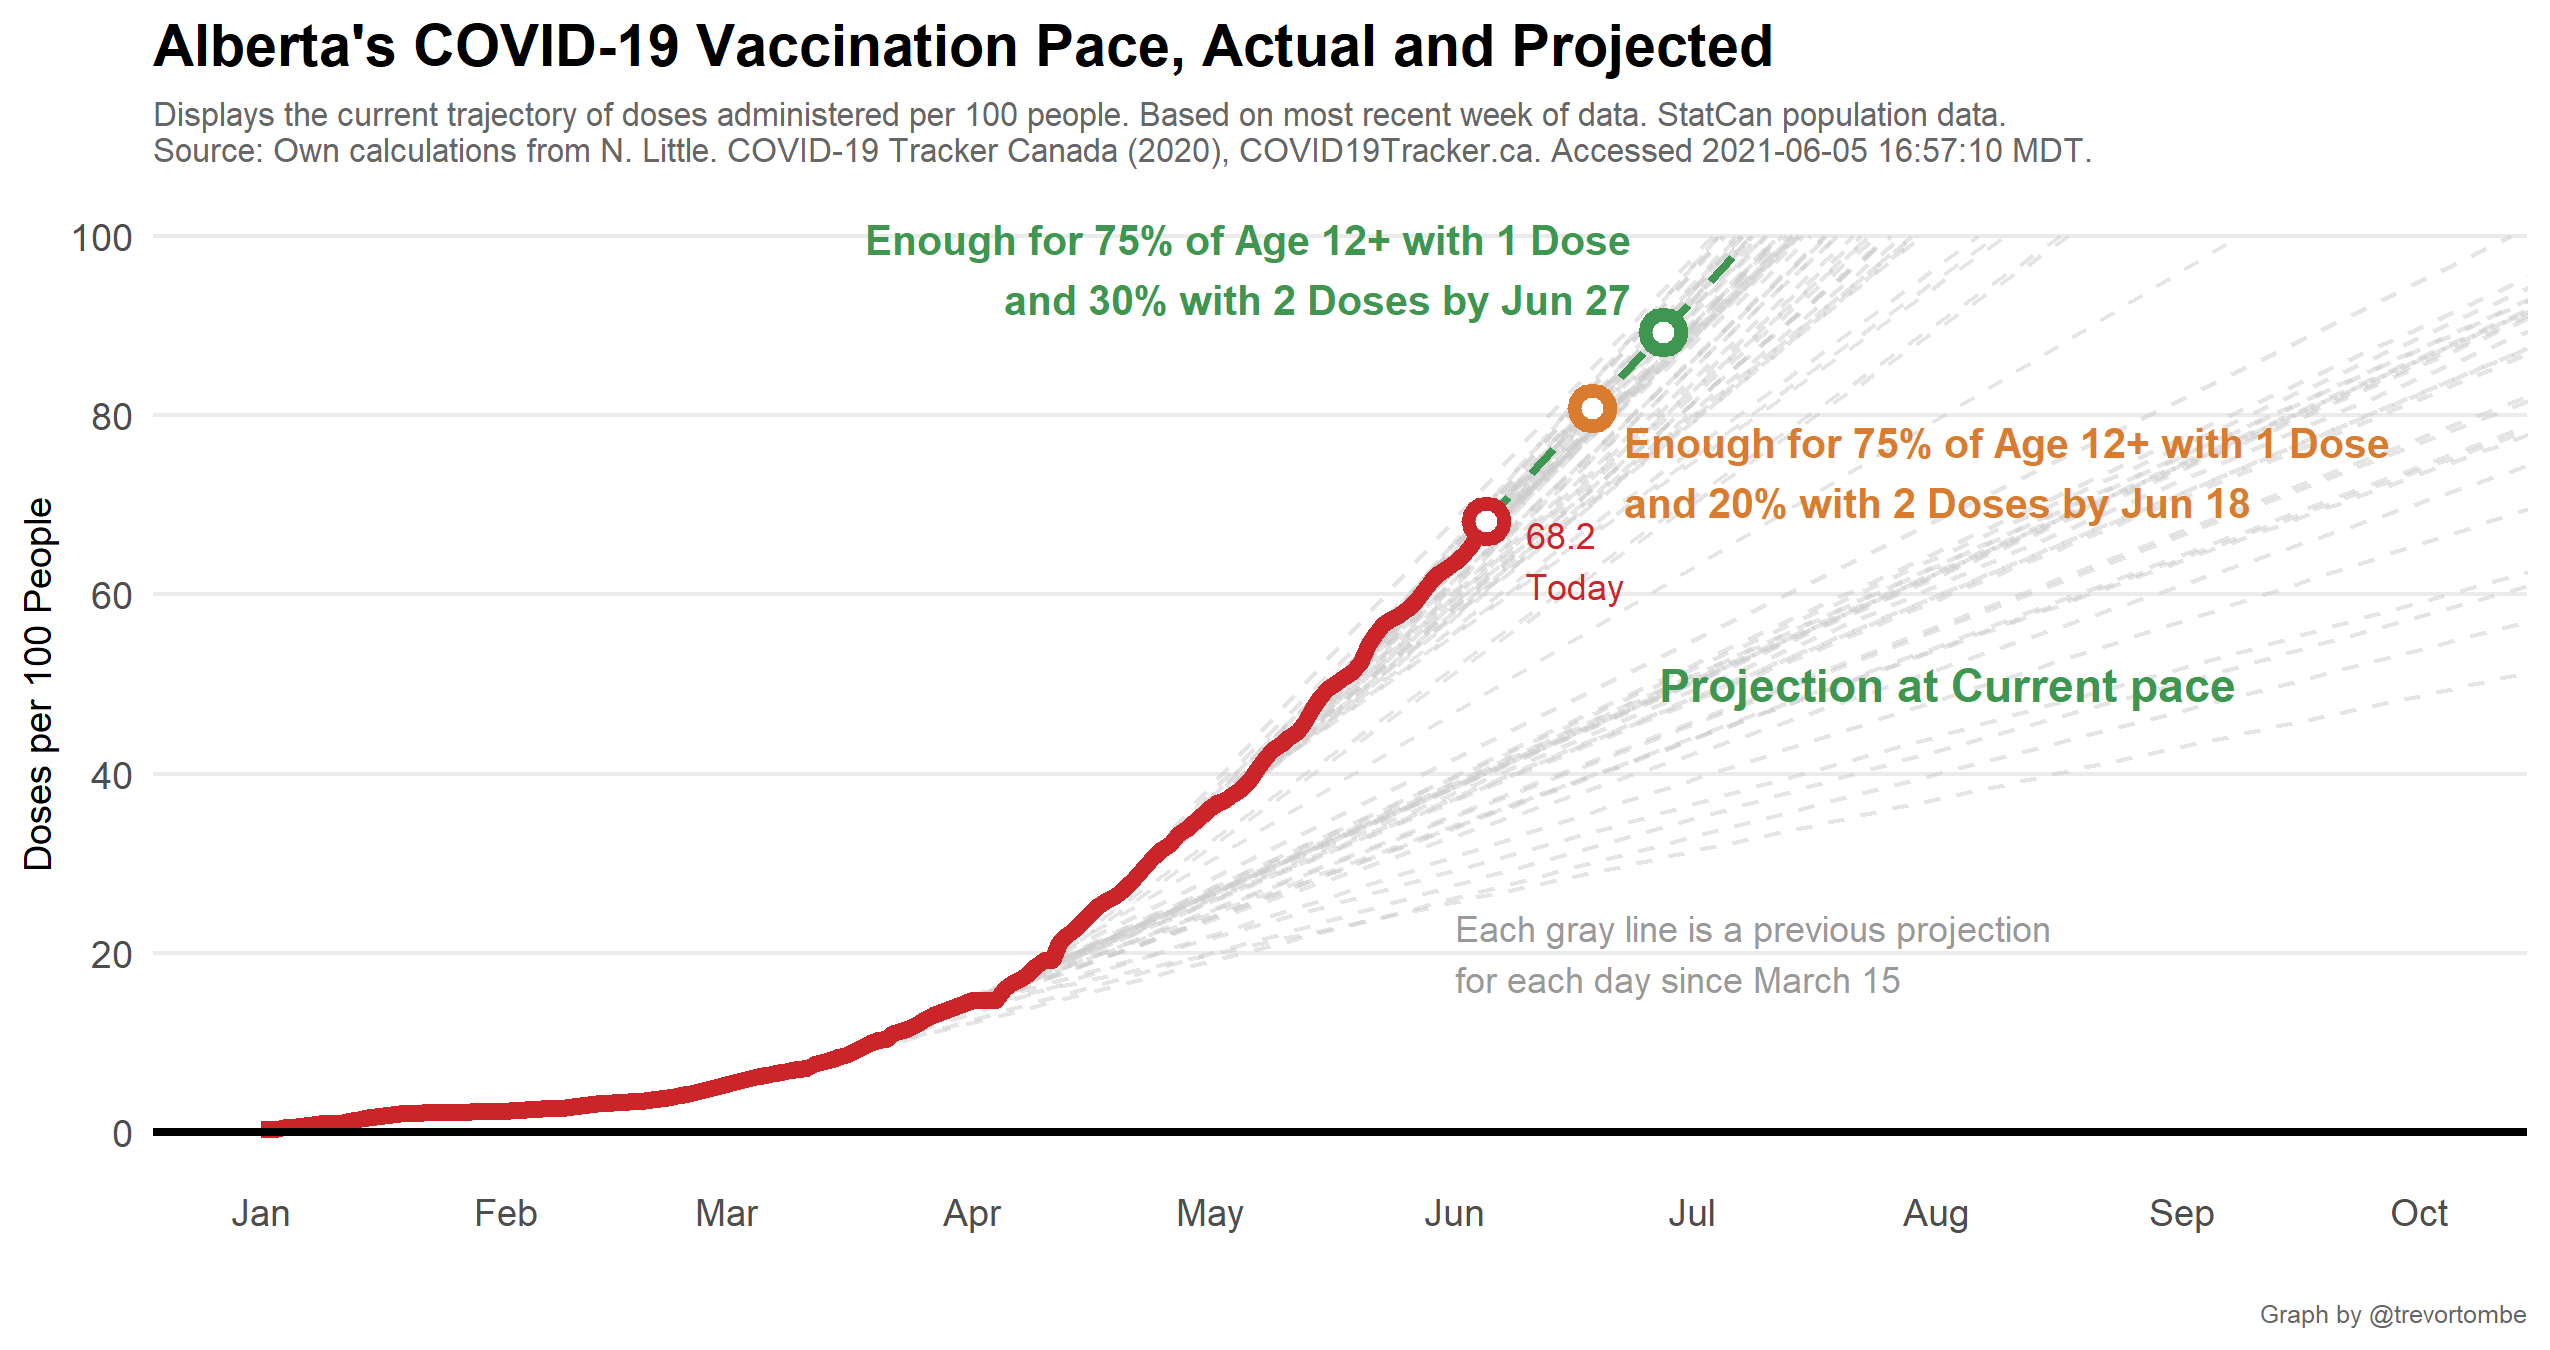 Alberta's COVID-19 Vaccination Pace, Actual and Projected
Displays the current trajectory of doses administered per 100 people. Based on most recent week of data. StatCan population data.
Source: Own calculations from N. Little. COVID-19 Tracker Canada (2020), COVID19Tracker.ca. Accessed 2021-06-05 16:57:10 MDT.
Doses per 100 People
100
80
60
40
20
0
Enough for 75% of Age 12+ with 1 Dose
and 30% with 2 Doses by Jun 27
Enough for 75% of Age 12+ with 1 Dose
and 20% with 2 Doses by Jun 18
68.2
Today
Projection at Current pace
Each gray line is a previous projection
for each day since March 15
Jan
Feb
Mar
Apr
May
Jun
Jul
Aug
Sep
Oct
Graph by @trevortombe